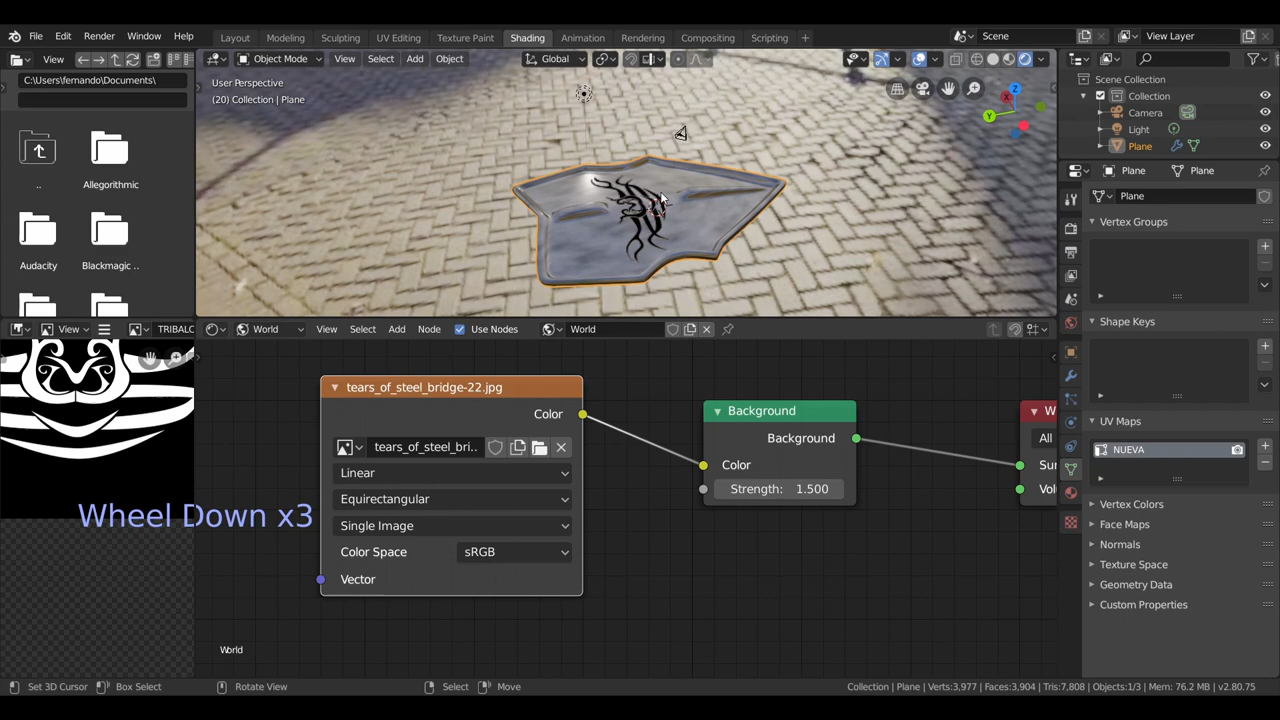 File Edit Render Window Help
Layout Modeling Sculpting UV Editing Texture Paint Shading Animation Rendering Compositing Scripting +
Scene
View Layer
View
C:\Users\fernando\Documents\
..
Allegorithmic
Audacity
Blackmagic ..
Object Mode View Select Add Object Global
User Perspective
(20) Collection | Plane
X
Y
Z
Scene Collection
Collection
Camera
Light
Plane
Plane Plane
Plane
Vertex Groups
Shape Keys
UV Maps
NUEVA
Vertex Colors
Face Maps
Normals
Texture Space
Geometry Data
Custom Properties
View TRIBALC
World View Select Add Node Use Nodes World
tears_of_steel_bridge-22.jpg
Color
tears_of_steel_bri..
Linear
Equirectangular
Single Image
Color Space sRGB
Vector
Background
Background
Color
Strength: 1.500
W
All
Sur
Vol
Wheel Down x3
World
Set 3D Cursor Box Select Rotate View Select Move Collection | Plane | Verts:3,977 | Faces:3,904 | Tris:7,808 | Objects:1/3 | Mem: 76.2 MB | v2.80.75